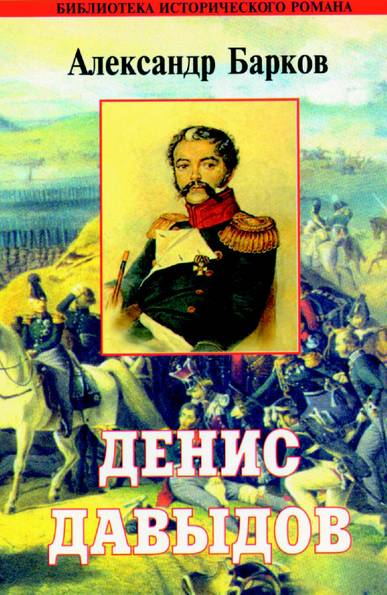 БИБЛИОТЕКА ИСТОРИЧЕСКОГО РОМАНА
Александр Барков
ДЕНИС
ДАВЫДОВ